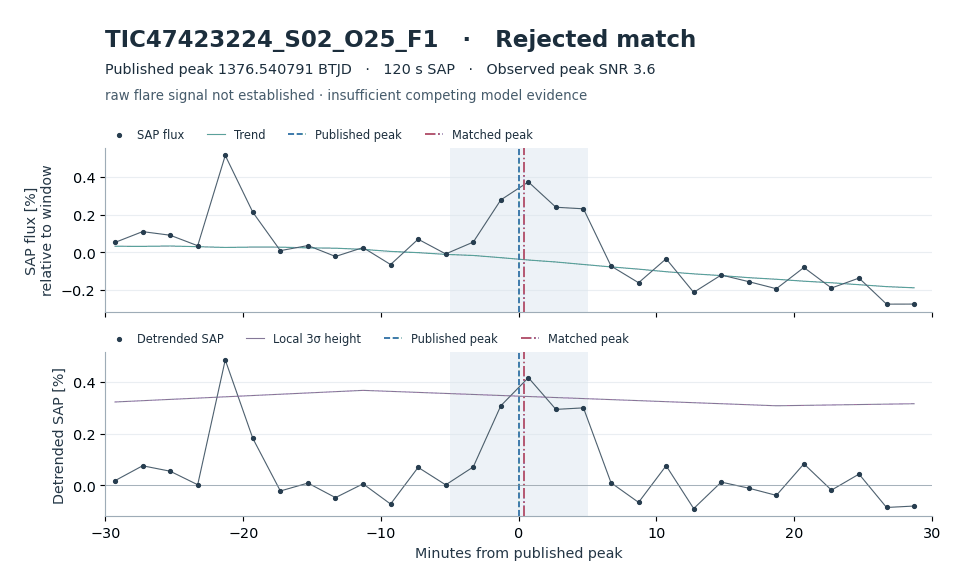 TIC47423224_S02_O25_F1 · Rejected match
Published peak 1376.540791 BTJD · 120 s SAP · Observed peak SNR 3.6
raw flare signal not established · insufficient competing model evidence
SAP flux Trend Published peak Matched peak
SAP flux [%]
relative to window
0.4
0.2
0.0
−0.2
Detrended SAP Local 3σ height Published peak Matched peak
Detrended SAP [%]
0.4
0.2
0.0
−30 −20 −10 0 10 20 30
Minutes from published peak